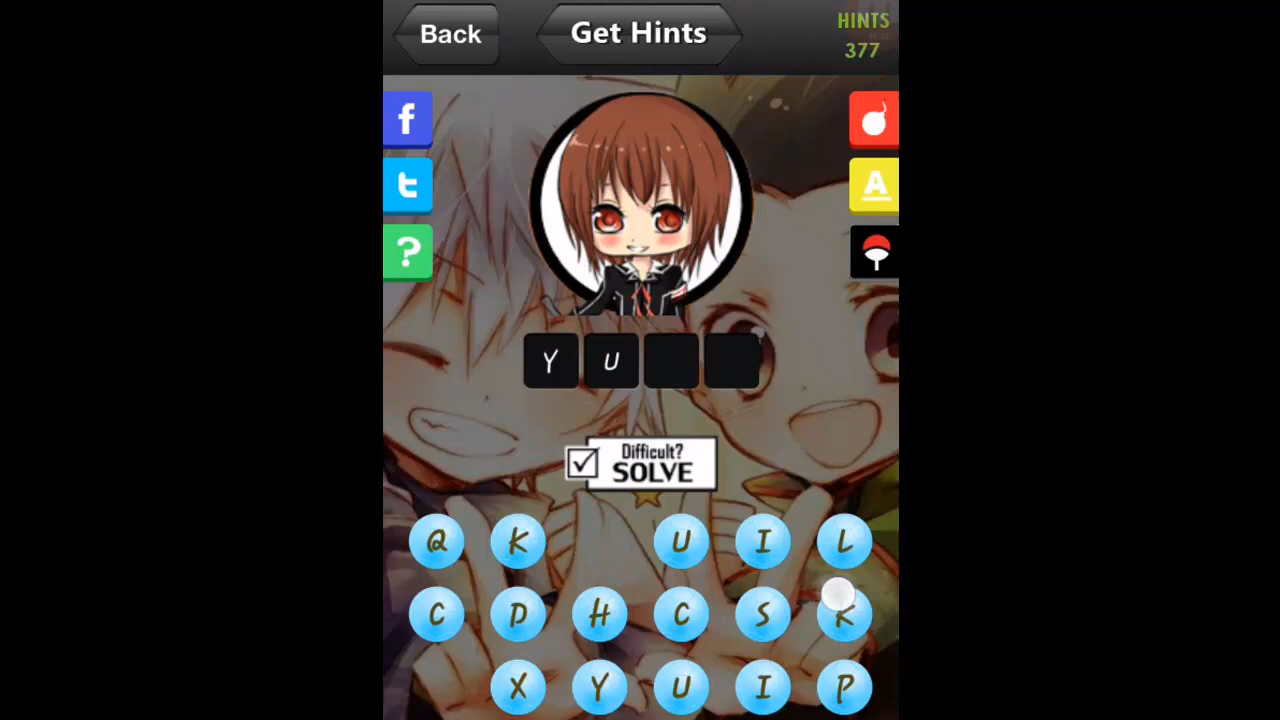 Back
Get Hints
HINTS
377
f
t
?
A
Y U
Difficult?
SOLVE
Q K U I L
C D H C S K
X Y U I P